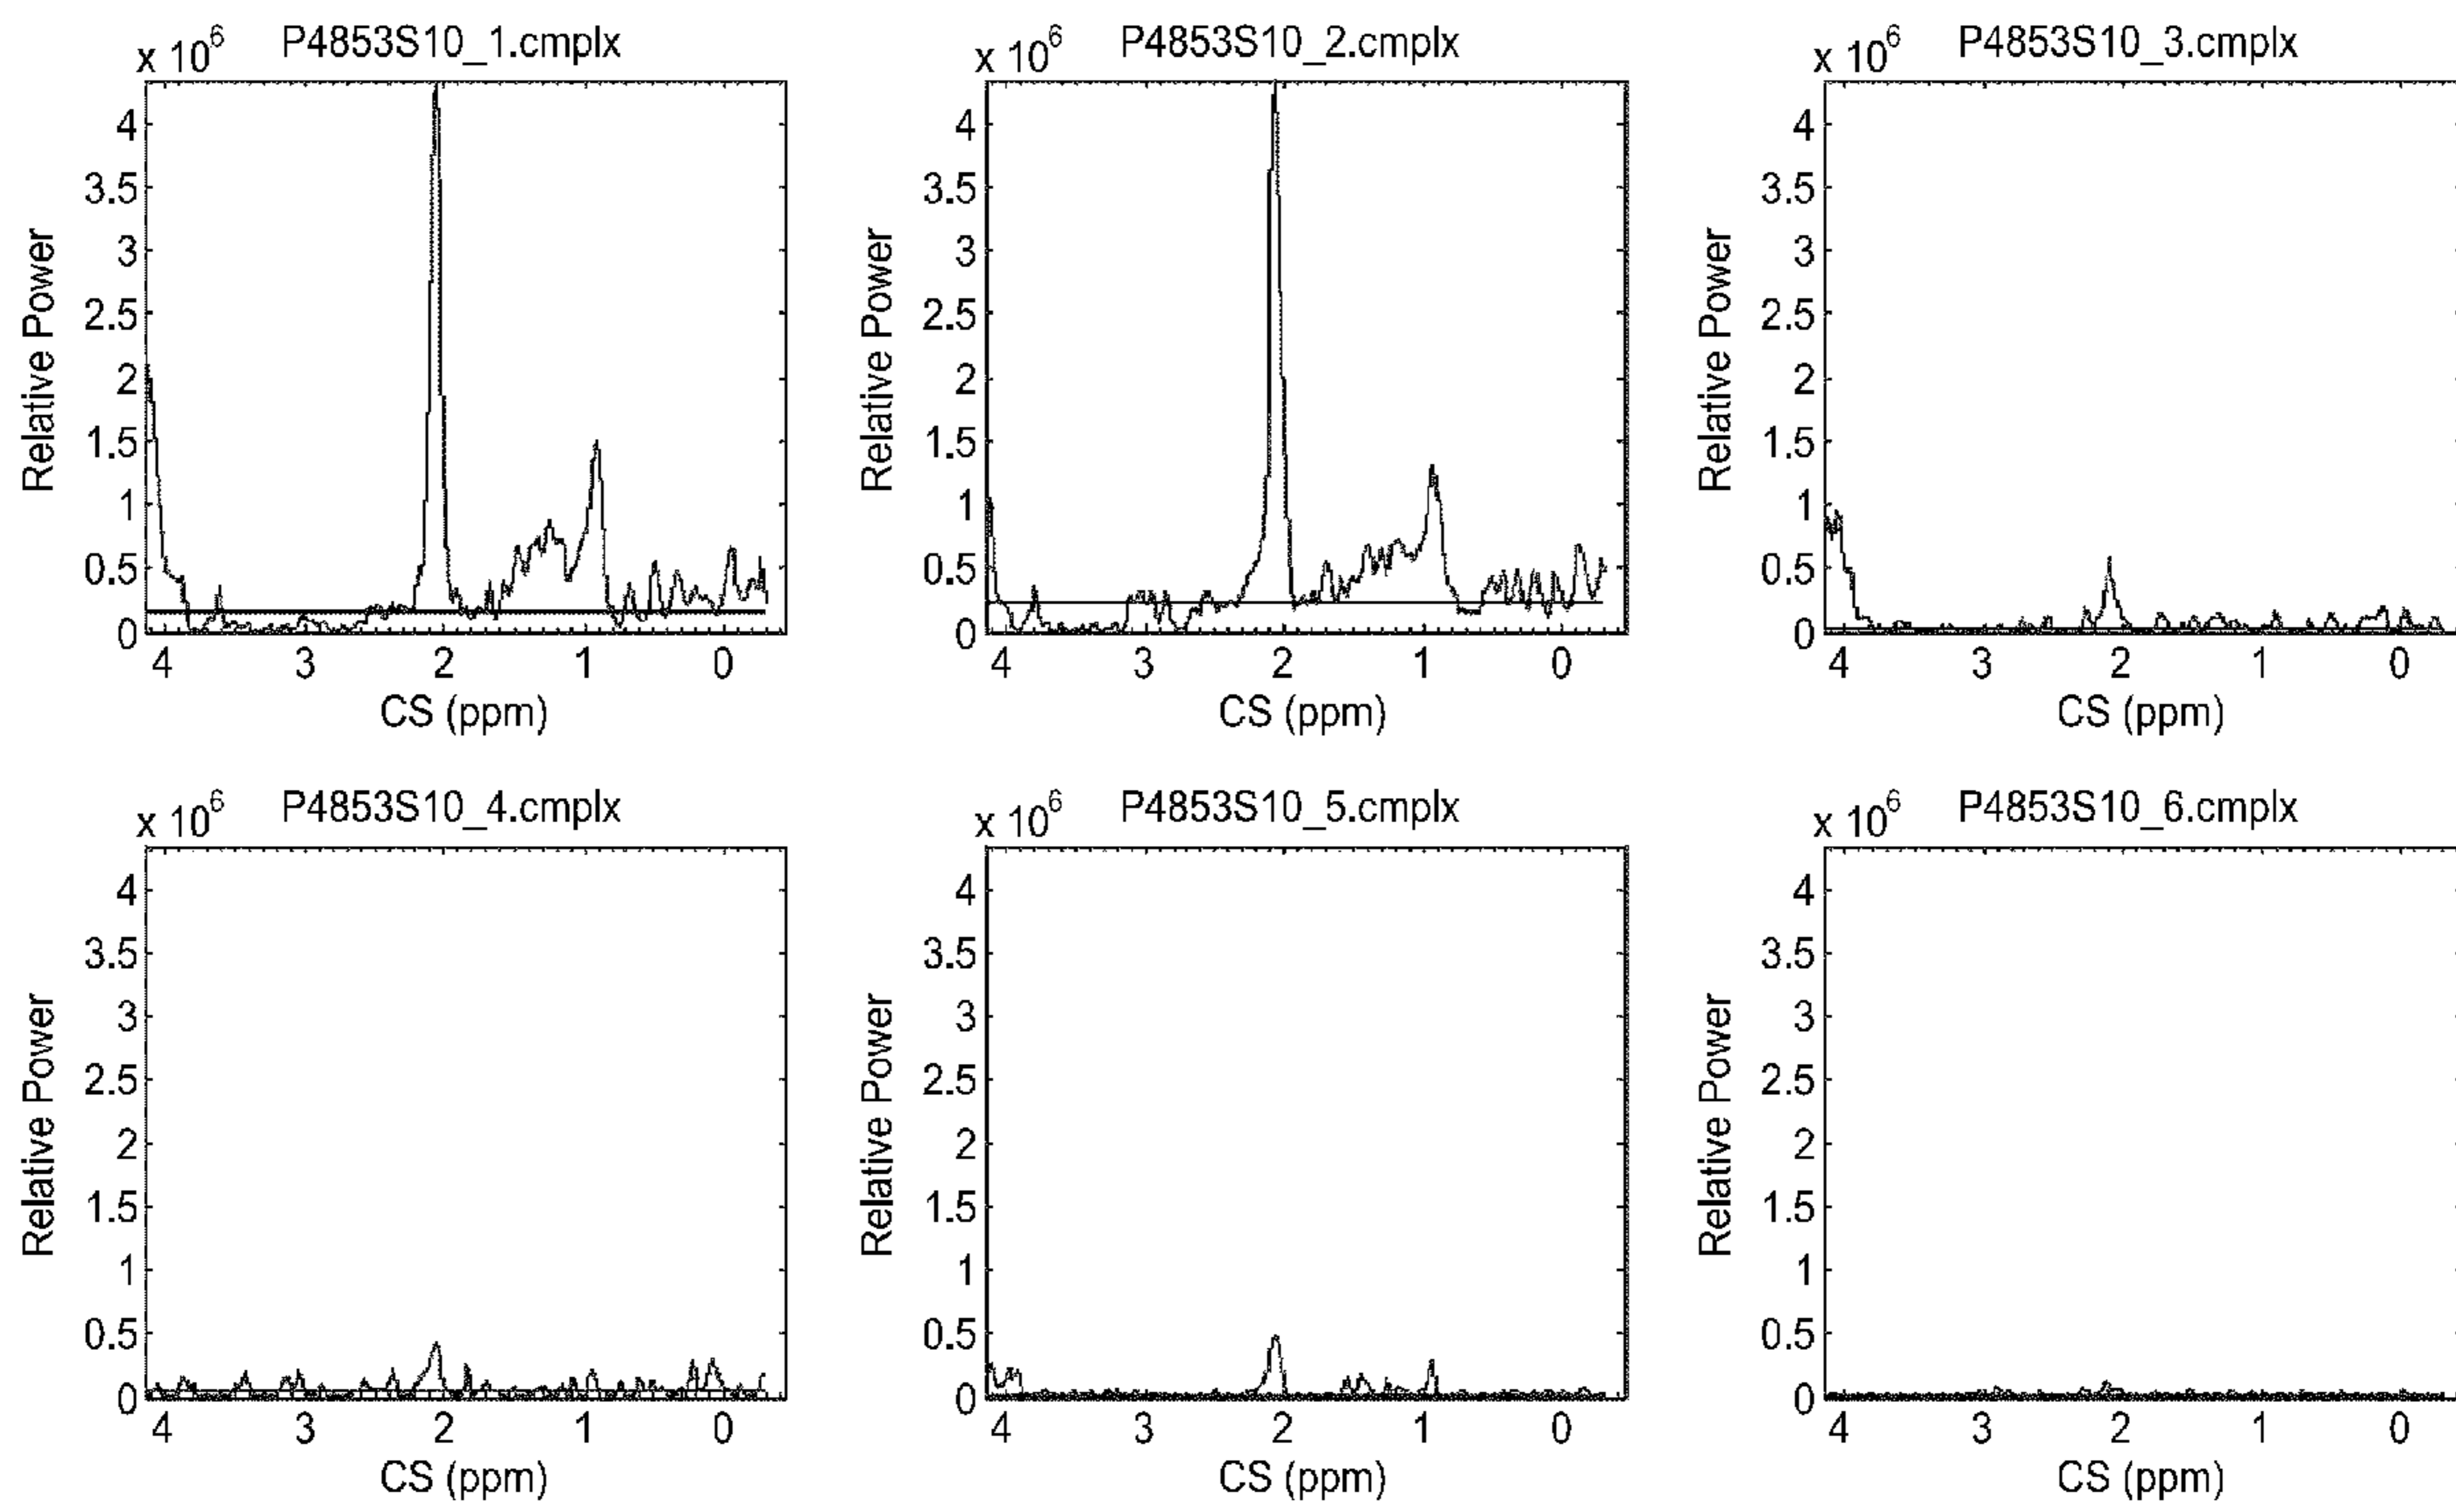 x 10⁶ P4853S10_1.cmplx
4
3.5
3
2.5
2
1.5
1
0.5
0
Relative Power
4 3 2 1 0
CS (ppm)
x 10⁶ P4853S10_2.cmplx
4
3.5
3
2.5
2
1.5
1
0.5
0
Relative Power
4 3 2 1 0
CS (ppm)
x 10⁶ P4853S10_3.cmplx
4
3.5
3
2.5
2
1.5
1
0.5
0
Relative Power
4 3 2 1 0
CS (ppm)
x 10⁶ P4853S10_4.cmplx
4
3.5
3
2.5
2
1.5
1
0.5
0
Relative Power
4 3 2 1 0
CS (ppm)
x 10⁶ P4853S10_5.cmplx
4
3.5
3
2.5
2
1.5
1
0.5
0
Relative Power
4 3 2 1 0
CS (ppm)
x 10⁶ P4853S10_6.cmplx
4
3.5
3
2.5
2
1.5
1
0.5
0
Relative Power
4 3 2 1 0
CS (ppm)